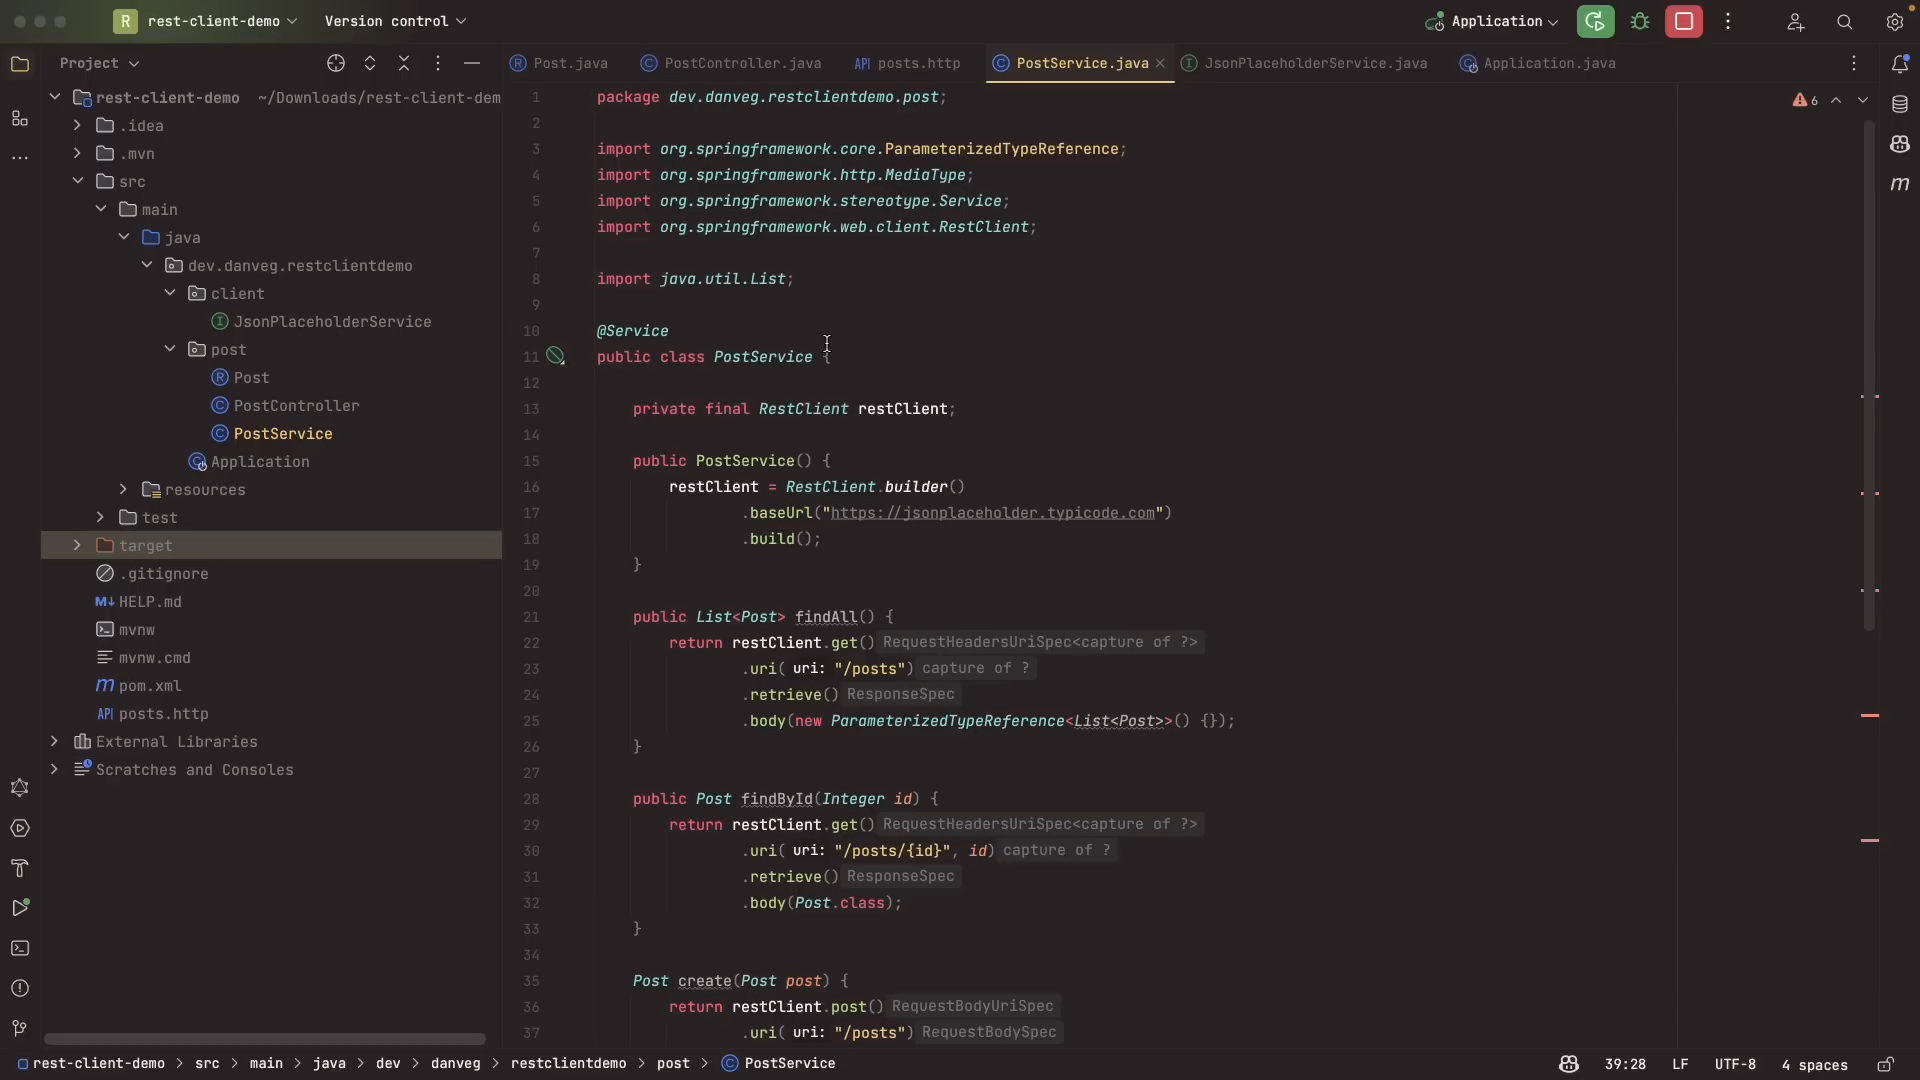 R rest-client-demo Version control Application
Project
Post.java PostController.java API posts.http PostService.java JsonPlaceholderService.java Application.java
rest-client-demo ~/Downloads/rest-client-dem
.idea
.mvn
src
main
java
dev.danveg.restclientdemo
client
JsonPlaceholderService
post
Post
PostController
PostService
Application
resources
test
target
.gitignore
M↓ HELP.md
mvnw
mvnw.cmd
m pom.xml
API posts.http
External Libraries
Scratches and Consoles
6
m
1 package dev.danveg.restclientdemo.post;
2
3 import org.springframework.core.ParameterizedTypeReference;
4 import org.springframework.http.MediaType;
5 import org.springframework.stereotype.Service;
6 import org.springframework.web.client.RestClient;
7
8 import java.util.List;
9
10 @Service
11 public class PostService {
12
13 private final RestClient restClient;
14
15 public PostService() {
16 restClient = RestClient.builder()
17 .baseUrl("https://jsonplaceholder.typicode.com")
18 .build();
19 }
20
21 public List<Post> findAll() {
22 return restClient.get() RequestHeadersUriSpec<capture of ?>
23 .uri( uri: "/posts") capture of ?
24 .retrieve() ResponseSpec
25 .body(new ParameterizedTypeReference<List<Post>>() {});
26 }
27
28 public Post findById(Integer id) {
29 return restClient.get() RequestHeadersUriSpec<capture of ?>
30 .uri( uri: "/posts/{id}", id) capture of ?
31 .retrieve() ResponseSpec
32 .body(Post.class);
33 }
34
35 Post create(Post post) {
36 return restClient.post() RequestBodyUriSpec
37 .uri( uri: "/posts") RequestBodySpec
rest-client-demo > src > main > java > dev > danveg > restclientdemo > post > PostService 39:28 LF UTF-8 4 spaces